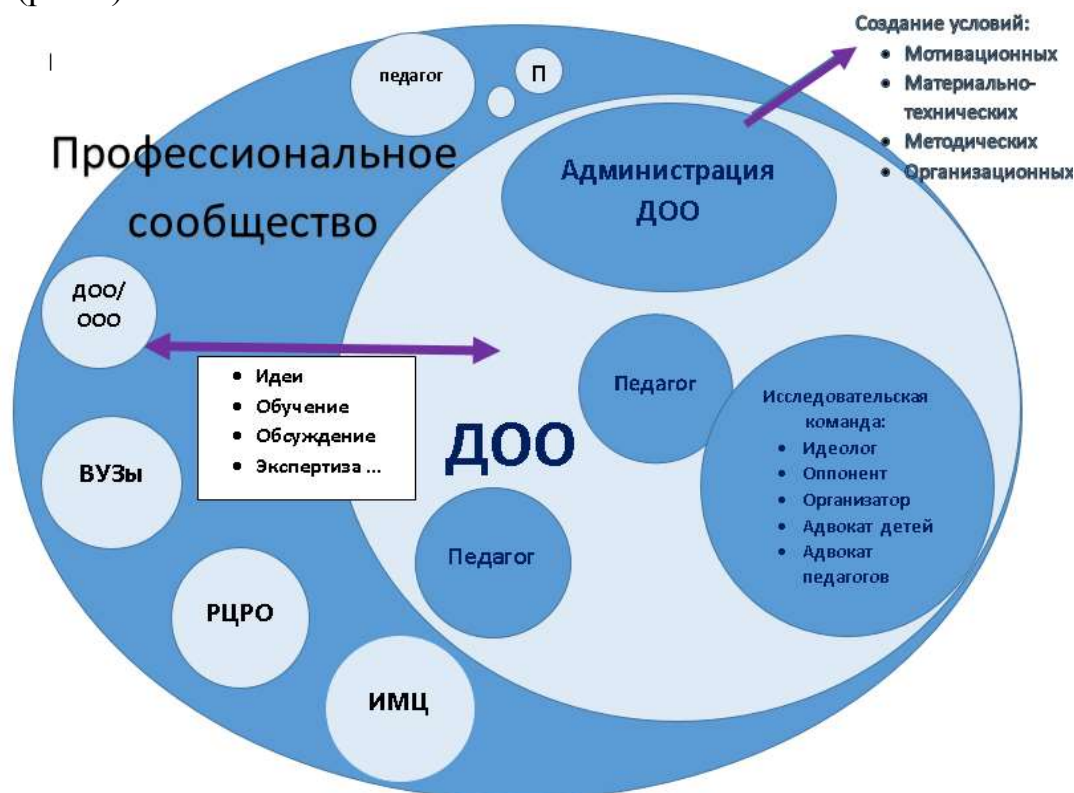 Создание условий:
• Мотивационных
• Материально-
технических
• Методических
• Организационных
педагог
П
Профессиональное
сообщество
Администрация
ДОО
ДОО/
ООО
• Идеи
• Обучение
• Обсуждение
• Экспертиза ...
Педагог
Исследовательская
команда:
• Идеолог
• Оппонент
• Организатор
• Адвокат детей
• Адвокат
педагогов
ДОО
ВУЗы
Педагог
РЦРО
ИМЦ